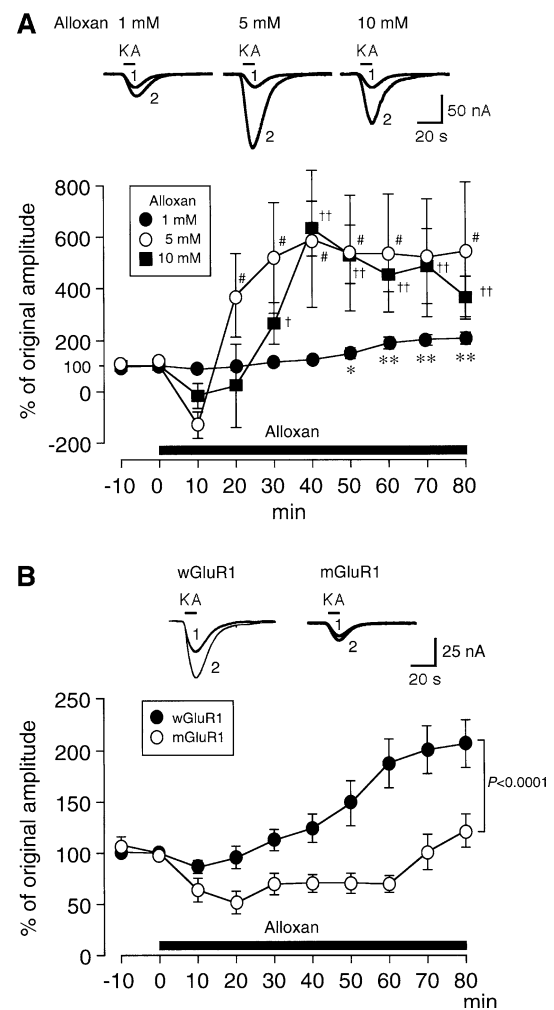 A
Alloxan 1 mM 5 mM 10 mM
KA KA KA
1 1 1
2 2 2
50 nA
20 s
% of original amplitude
800
600
400
200
100
0
-200
Alloxan
1 mM
5 mM
10 mM
# # # # # #
†† † †† †† †† ††
* ** ** **
Alloxan
-10 0 10 20 30 40 50 60 70 80
min
B
wGluR1 mGluR1
KA KA
1 1
2 2
25 nA
20 s
% of original amplitude
250
200
150
100
50
0
wGluR1
mGluR1
P<0.0001
Alloxan
-10 0 10 20 30 40 50 60 70 80
min